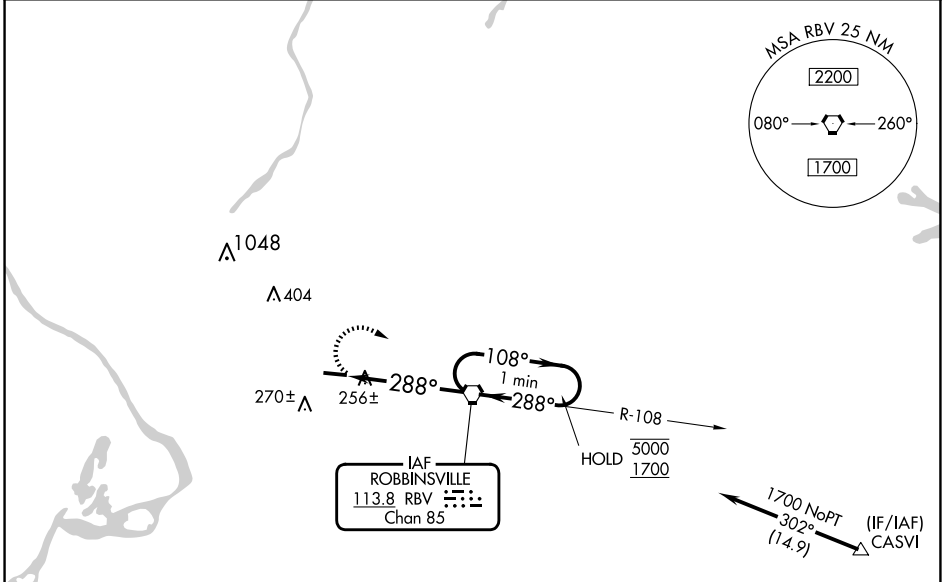 MSA RBV 25 NM
2200
080°
260°
1700
1048
404
108°
1 min
288°
288°
270±
256±
R-108
HOLD
5000
1700
IAF
ROBBINSVILLE
113.8 RBV
Chan 85
1700 NoPT
302°
(14.9)
(IF/IAF)
CASVI